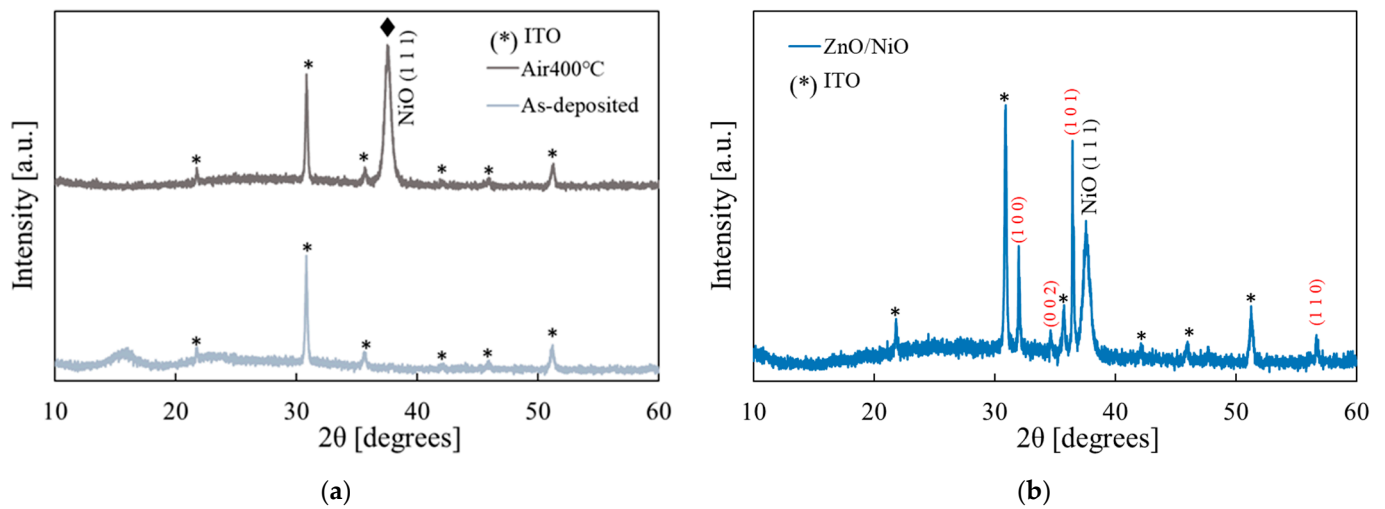 (*) ITO
Air400℃
As-deposited
*
◆
NiO (1 1 1)
*
*
*
*
*
*
*
*
*
*
*
Intensity [a.u.]
10 20 30 40 50 60
2θ [degrees]
(a)
ZnO/NiO
(*) ITO
*
*
(1 0 0)
(0 0 2)
*
(1 0 1)
NiO (1 1 1)
*
*
*
(1 1 0)
Intensity [a.u.]
10 20 30 40 50 60
2θ [degrees]
(b)